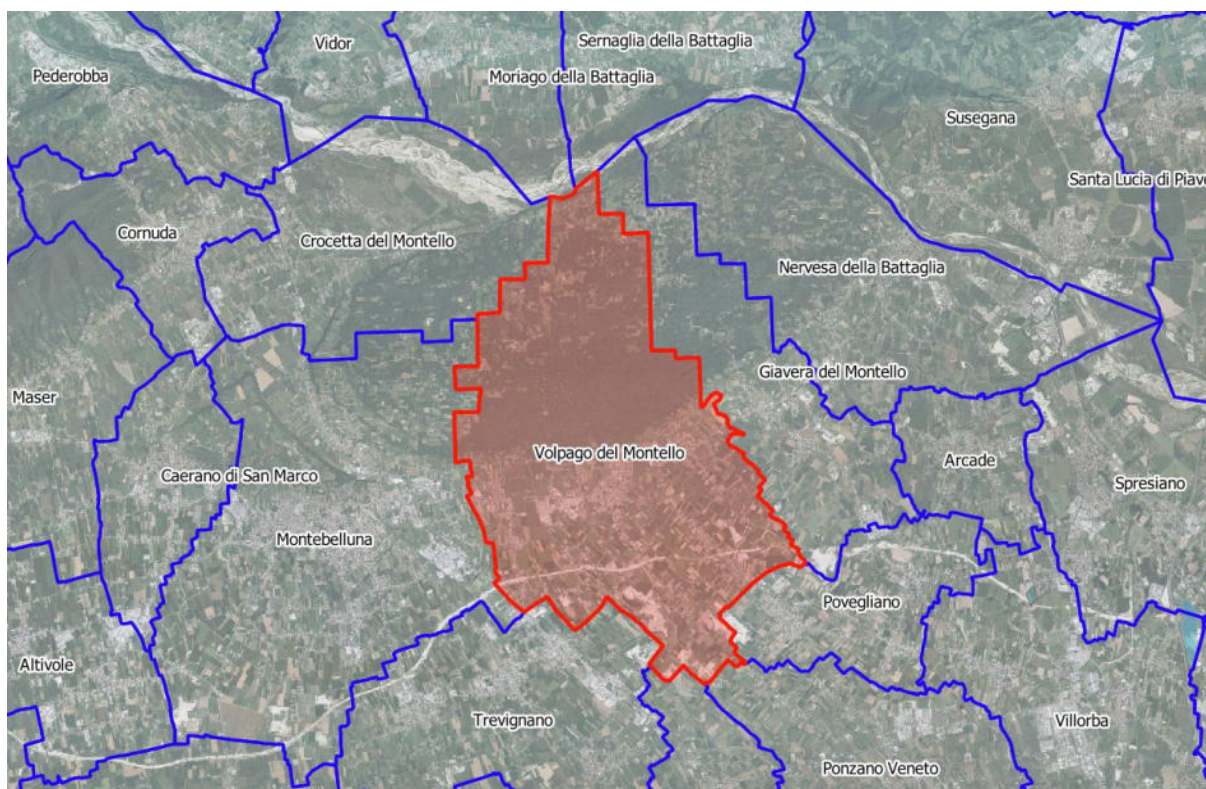 Vidor
Sernaglia della Battaglia
Pederobba
Moriago della Battaglia
Susegana
Santa Lucia di Piave
Cornuda
Crocetta del Montello
Nervesa della Battaglia
Giavera del Montello
Maser
Volpago del Montello
Arcade
Caerano di San Marco
Spresiano
Montebelluna
Povegliano
Altivole
Trevignano
Villorba
Ponzano Veneto